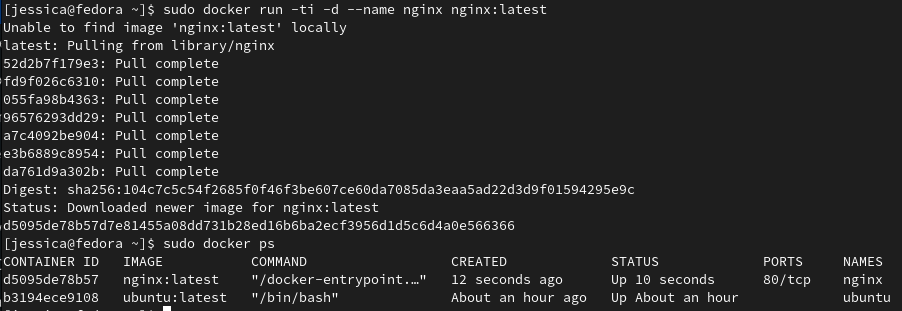 [jessica@fedora ~]$ sudo docker run -ti -d --name nginx nginx:latest
Unable to find image 'nginx:latest' locally
latest: Pulling from library/nginx
52d2b7f179e3: Pull complete
fd9f026c6310: Pull complete
055fa98b4363: Pull complete
96576293dd29: Pull complete
a7c4092be904: Pull complete
e3b6889c8954: Pull complete
da761d9a302b: Pull complete
Digest: sha256:104c7c5c54f2685f0f46f3be607ce60da7085da3eaa5ad22d3d9f01594295e9c
Status: Downloaded newer image for nginx:latest
d5095de78b57d7e81455a08dd731b28ed16b6ba2ecf3956d1d5c6d4a0e566366
[jessica@fedora ~]$ sudo docker ps
CONTAINER ID   IMAGE           COMMAND                  CREATED             STATUS             PORTS     NAMES
d5095de78b57   nginx:latest    "/docker-entrypoint.…"   12 seconds ago      Up 10 seconds      80/tcp    nginx
b3194ece9108   ubuntu:latest   "/bin/bash"              About an hour ago   Up About an hour             ubuntu